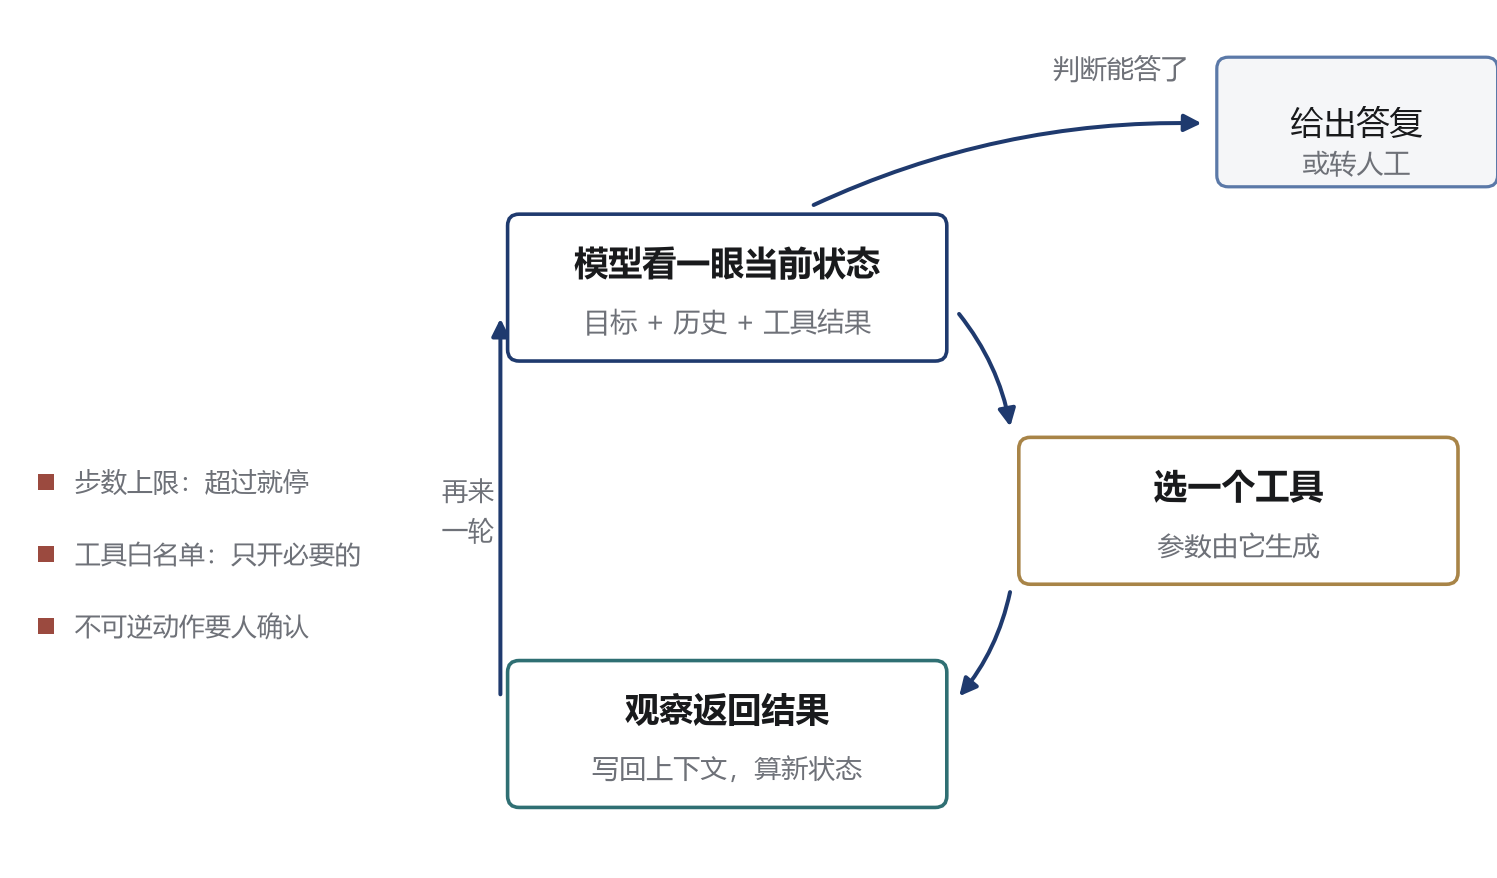 判断能答了
给出答复
或转人工
模型看一眼当前状态
目标 + 历史 + 工具结果
选一个工具
参数由它生成
观察返回结果
写回上下文，算新状态
再来
一轮
步数上限：超过就停
工具白名单：只开必要的
不可逆动作要人确认